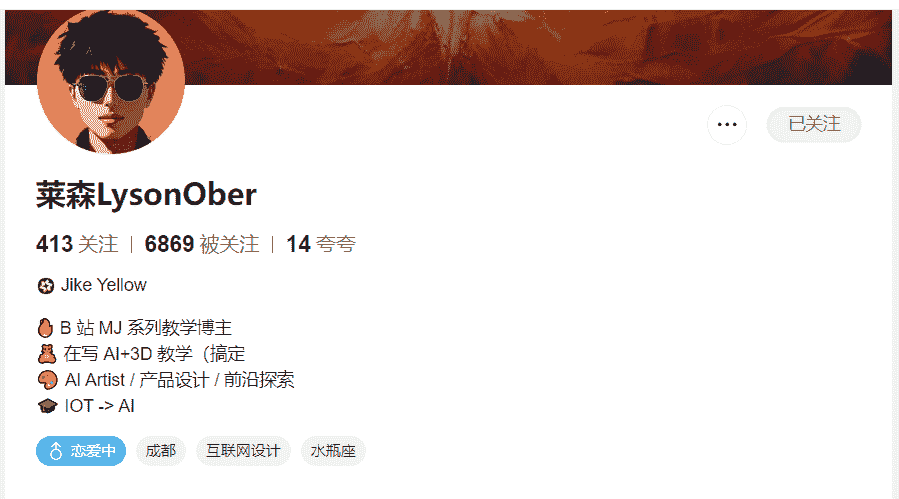 已关注
莱森LysonOber
413 关注 | 6869 被关注 | 14 夸夸
Jike Yellow
B 站 MJ 系列教学博主
在写 AI+3D 教学（搞定
AI Artist / 产品设计 / 前沿探索
IOT -> AI
恋爱中 成都 互联网设计 水瓶座